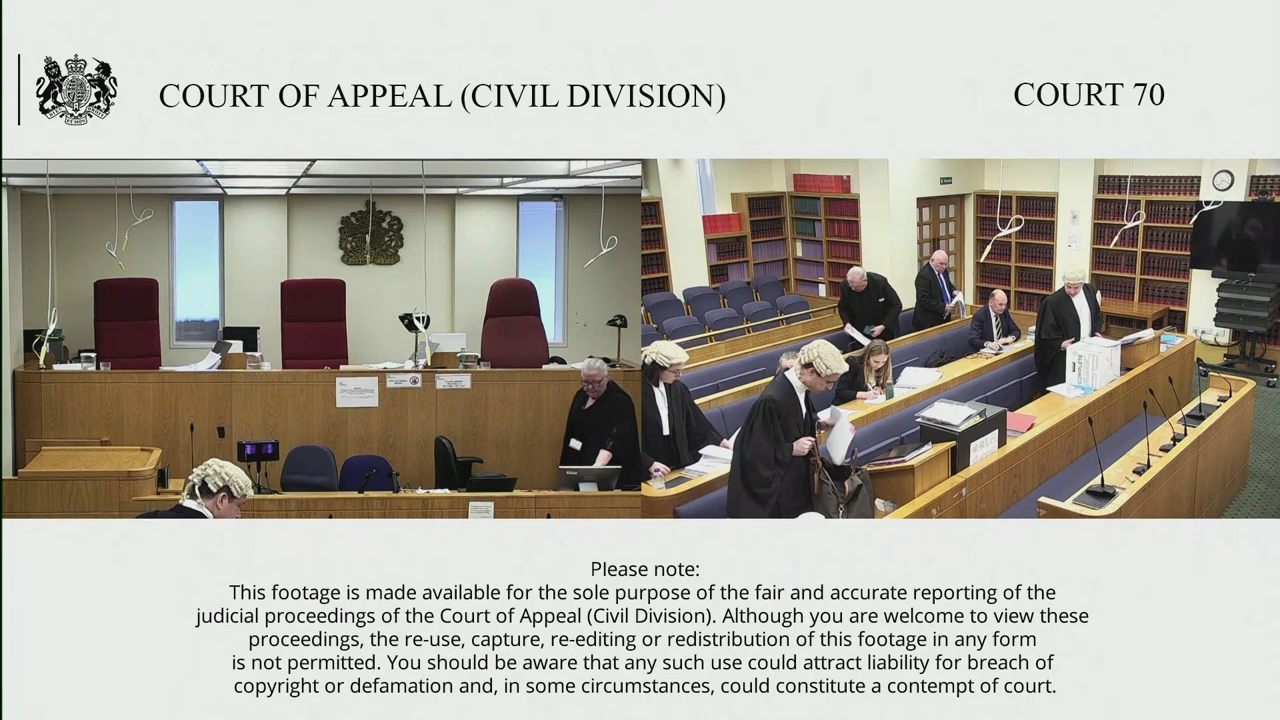 COURT OF APPEAL (CIVIL DIVISION)
COURT 70
Please note:
This footage is made available for the sole purpose of the fair and accurate reporting of the
judicial proceedings of the Court of Appeal (Civil Division). Although you are welcome to view these
proceedings, the re-use, capture, re-editing or redistribution of this footage in any form
is not permitted. You should be aware that any such use could attract liability for breach of
copyright or defamation and, in some circumstances, could constitute a contempt of court.